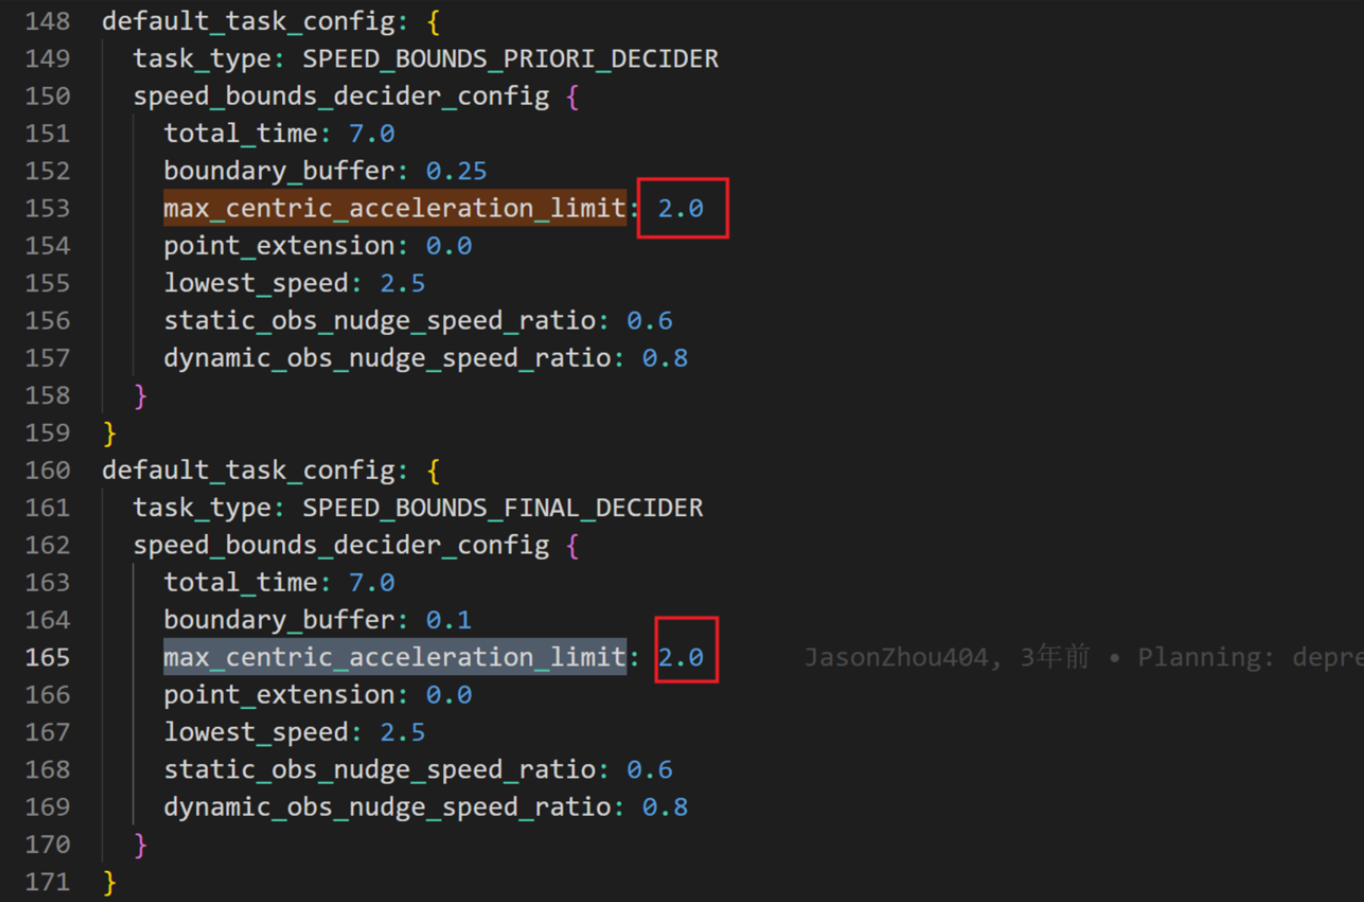 148 default_task_config: {
149 task_type: SPEED_BOUNDS_PRIORI_DECIDER
150 speed_bounds_decider_config {
151 total_time: 7.0
152 boundary_buffer: 0.25
153 max_centric_acceleration_limit: 2.0
154 point_extension: 0.0
155 lowest_speed: 2.5
156 static_obs_nudge_speed_ratio: 0.6
157 dynamic_obs_nudge_speed_ratio: 0.8
158 }
159 }
160 default_task_config: {
161 task_type: SPEED_BOUNDS_FINAL_DECIDER
162 speed_bounds_decider_config {
163 total_time: 7.0
164 boundary_buffer: 0.1
165 max_centric_acceleration_limit: 2.0 JasonZhou404, 3年前 • Planning: depre
166 point_extension: 0.0
167 lowest_speed: 2.5
168 static_obs_nudge_speed_ratio: 0.6
169 dynamic_obs_nudge_speed_ratio: 0.8
170 }
171 }